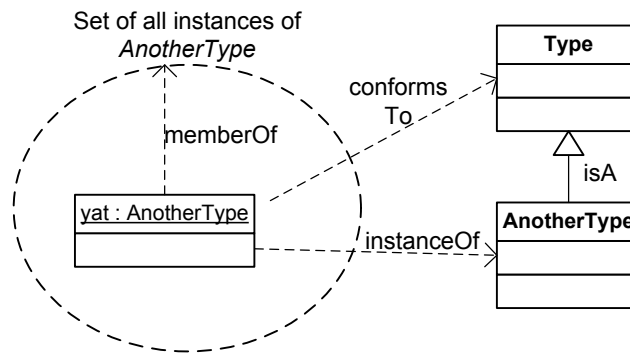 Set of all instances of
AnotherType
Type
conforms
To
memberOf
isA
yat : AnotherType
AnotherType
instanceOf